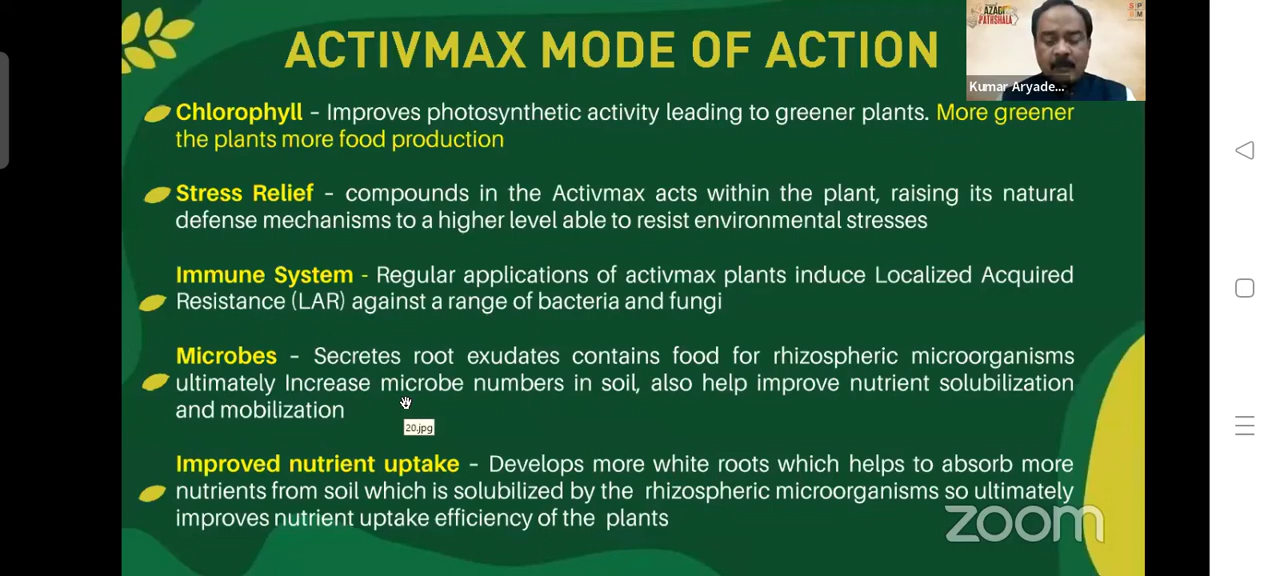 ACTIVMAX MODE OF ACTION
AZADI
PATHSHALA
Kumar Aryade...
Chlorophyll – Improves photosynthetic activity leading to greener plants. More greener
the plants more food production
Stress Relief – compounds in the Activmax acts within the plant, raising its natural
defense mechanisms to a higher level able to resist environmental stresses
Immune System - Regular applications of activmax plants induce Localized Acquired
Resistance (LAR) against a range of bacteria and fungi
Microbes – Secretes root exudates contains food for rhizospheric microorganisms
ultimately Increase microbe numbers in soil, also help improve nutrient solubilization
and mobilization
20.jpg
Improved nutrient uptake – Develops more white roots which helps to absorb more
nutrients from soil which is solubilized by the rhizospheric microorganisms so ultimately
improves nutrient uptake efficiency of the plants
zoom